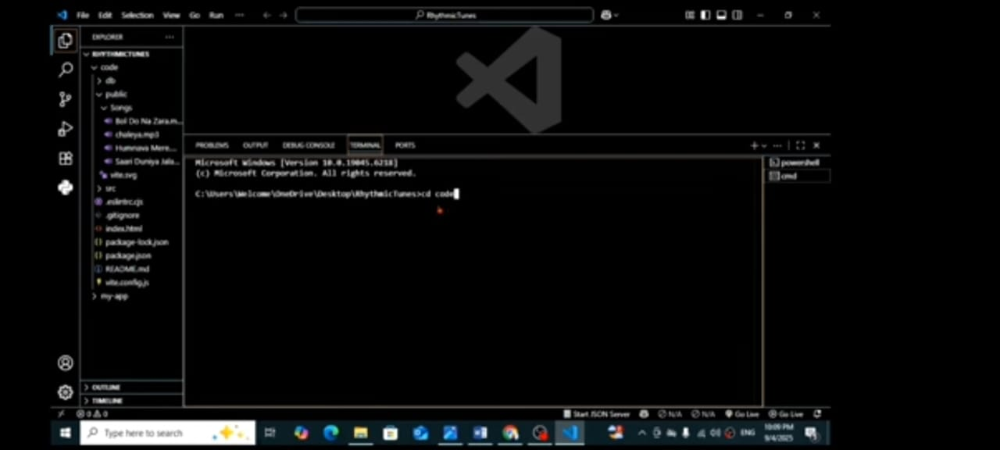 File Edit Selection View Go Run ···
RhythmicTunes
EXPLORER ···
RHYTHMICTUNES
code
db
public
Songs
Bol Do Na Zara.m...
chaleya.mp3
Humnava Mere...
Saari Duniya Jala...
vite.svg
src
.eslintrc.cjs
.gitignore
index.html
package-lock.json
package.json
README.md
vite.config.js
my-app
OUTLINE
TIMELINE
PROBLEMS OUTPUT DEBUG CONSOLE TERMINAL PORTS
Microsoft Windows [Version 10.0.19045.6218]
(c) Microsoft Corporation. All rights reserved.
C:\Users\Welcome\OneDrive\Desktop\RhythmicTunes>cd code
powershell
cmd
0 0 Start JSON Server N/A N/A Go Live Go Live
Type here to search
ENG
10:09 PM
9/4/2025